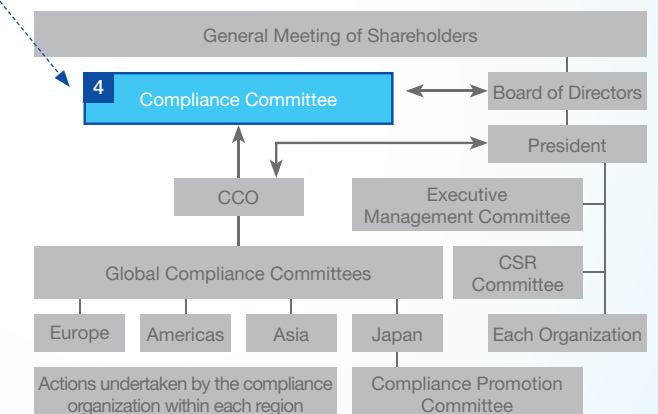 General Meeting of Shareholders
4
Compliance Committee
Board of Directors
President
CCO
Executive
Management Committee
Global Compliance Committees
CSR
Committee
Europe
Americas
Asia
Japan
Each Organization
Actions undertaken by the compliance
organization within each region
Compliance Promotion
Committee